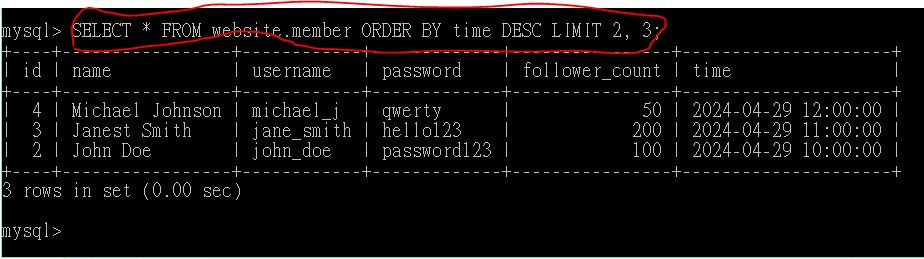 mysql> SELECT * FROM website.member ORDER BY time DESC LIMIT 2, 3;
+----+-----------------+------------+-------------+----------------+---------------------+
| id | name | username | password | follower_count | time |
+----+-----------------+------------+-------------+----------------+---------------------+
| 4 | Michael Johnson | michael_j | qwerty | 50 | 2024-04-29 12:00:00 |
| 3 | Janest Smith | jane_smith | hello123 | 200 | 2024-04-29 11:00:00 |
| 2 | John Doe | john_doe | password123 | 100 | 2024-04-29 10:00:00 |
+----+-----------------+------------+-------------+----------------+---------------------+
3 rows in set (0.00 sec)
mysql>